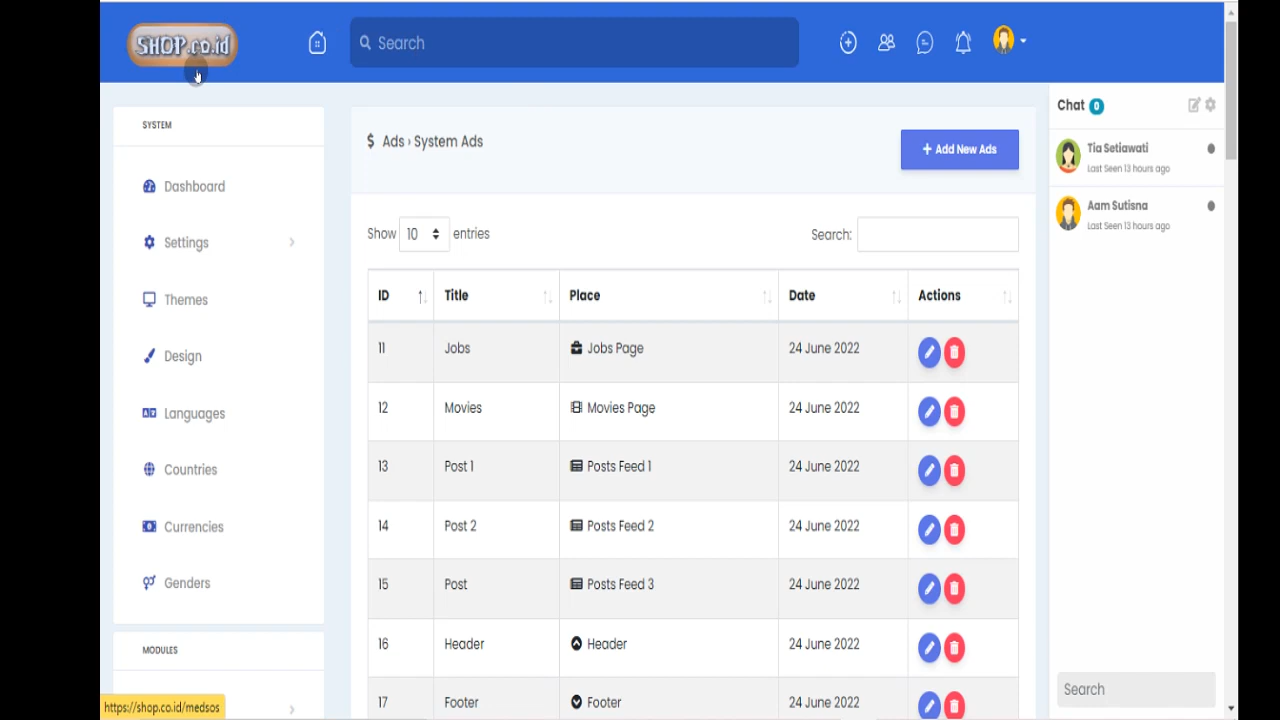 SHOP.co.id
Search
SYSTEM
Dashboard
Settings
Themes
Design
Languages
Countries
Currencies
Genders
MODULES
https://shop.co.id/medsos
$ Ads › System Ads
+ Add New Ads
Show 10 entries
Search:
ID Title Place Date Actions
11 Jobs Jobs Page 24 June 2022
12 Movies Movies Page 24 June 2022
13 Post 1 Posts Feed 1 24 June 2022
14 Post 2 Posts Feed 2 24 June 2022
15 Post Posts Feed 3 24 June 2022
16 Header Header 24 June 2022
17 Footer Footer 24 June 2022
Chat 0
Tia Setiawati
Last Seen 13 hours ago
Aam Sutisna
Last Seen 13 hours ago
Search